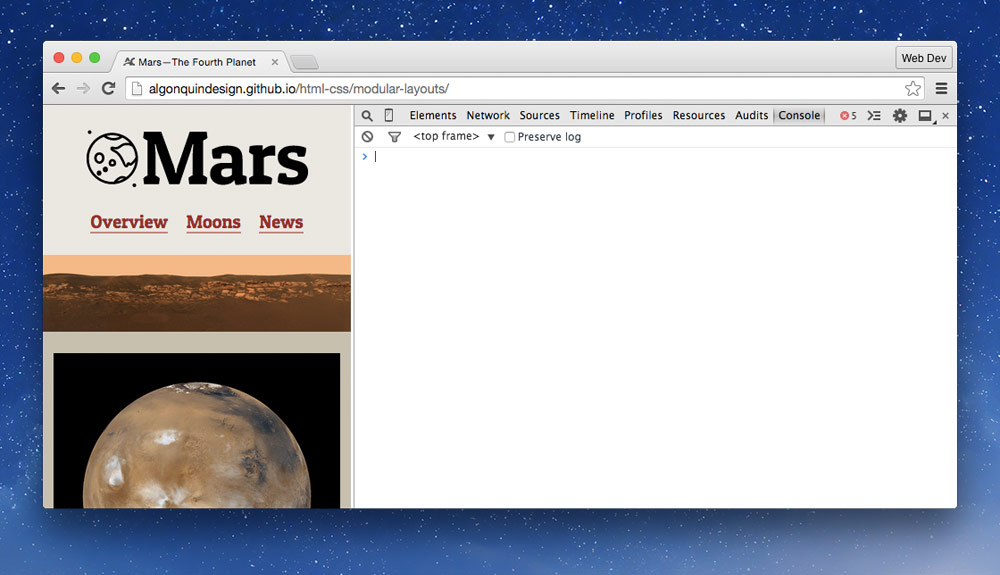 Mars—The Fourth Planet
Web Dev
algonquindesign.github.io/html-css/modular-layouts/
Elements Network Sources Timeline Profiles Resources Audits Console 5
<top frame> Preserve log
Mars
Overview Moons News